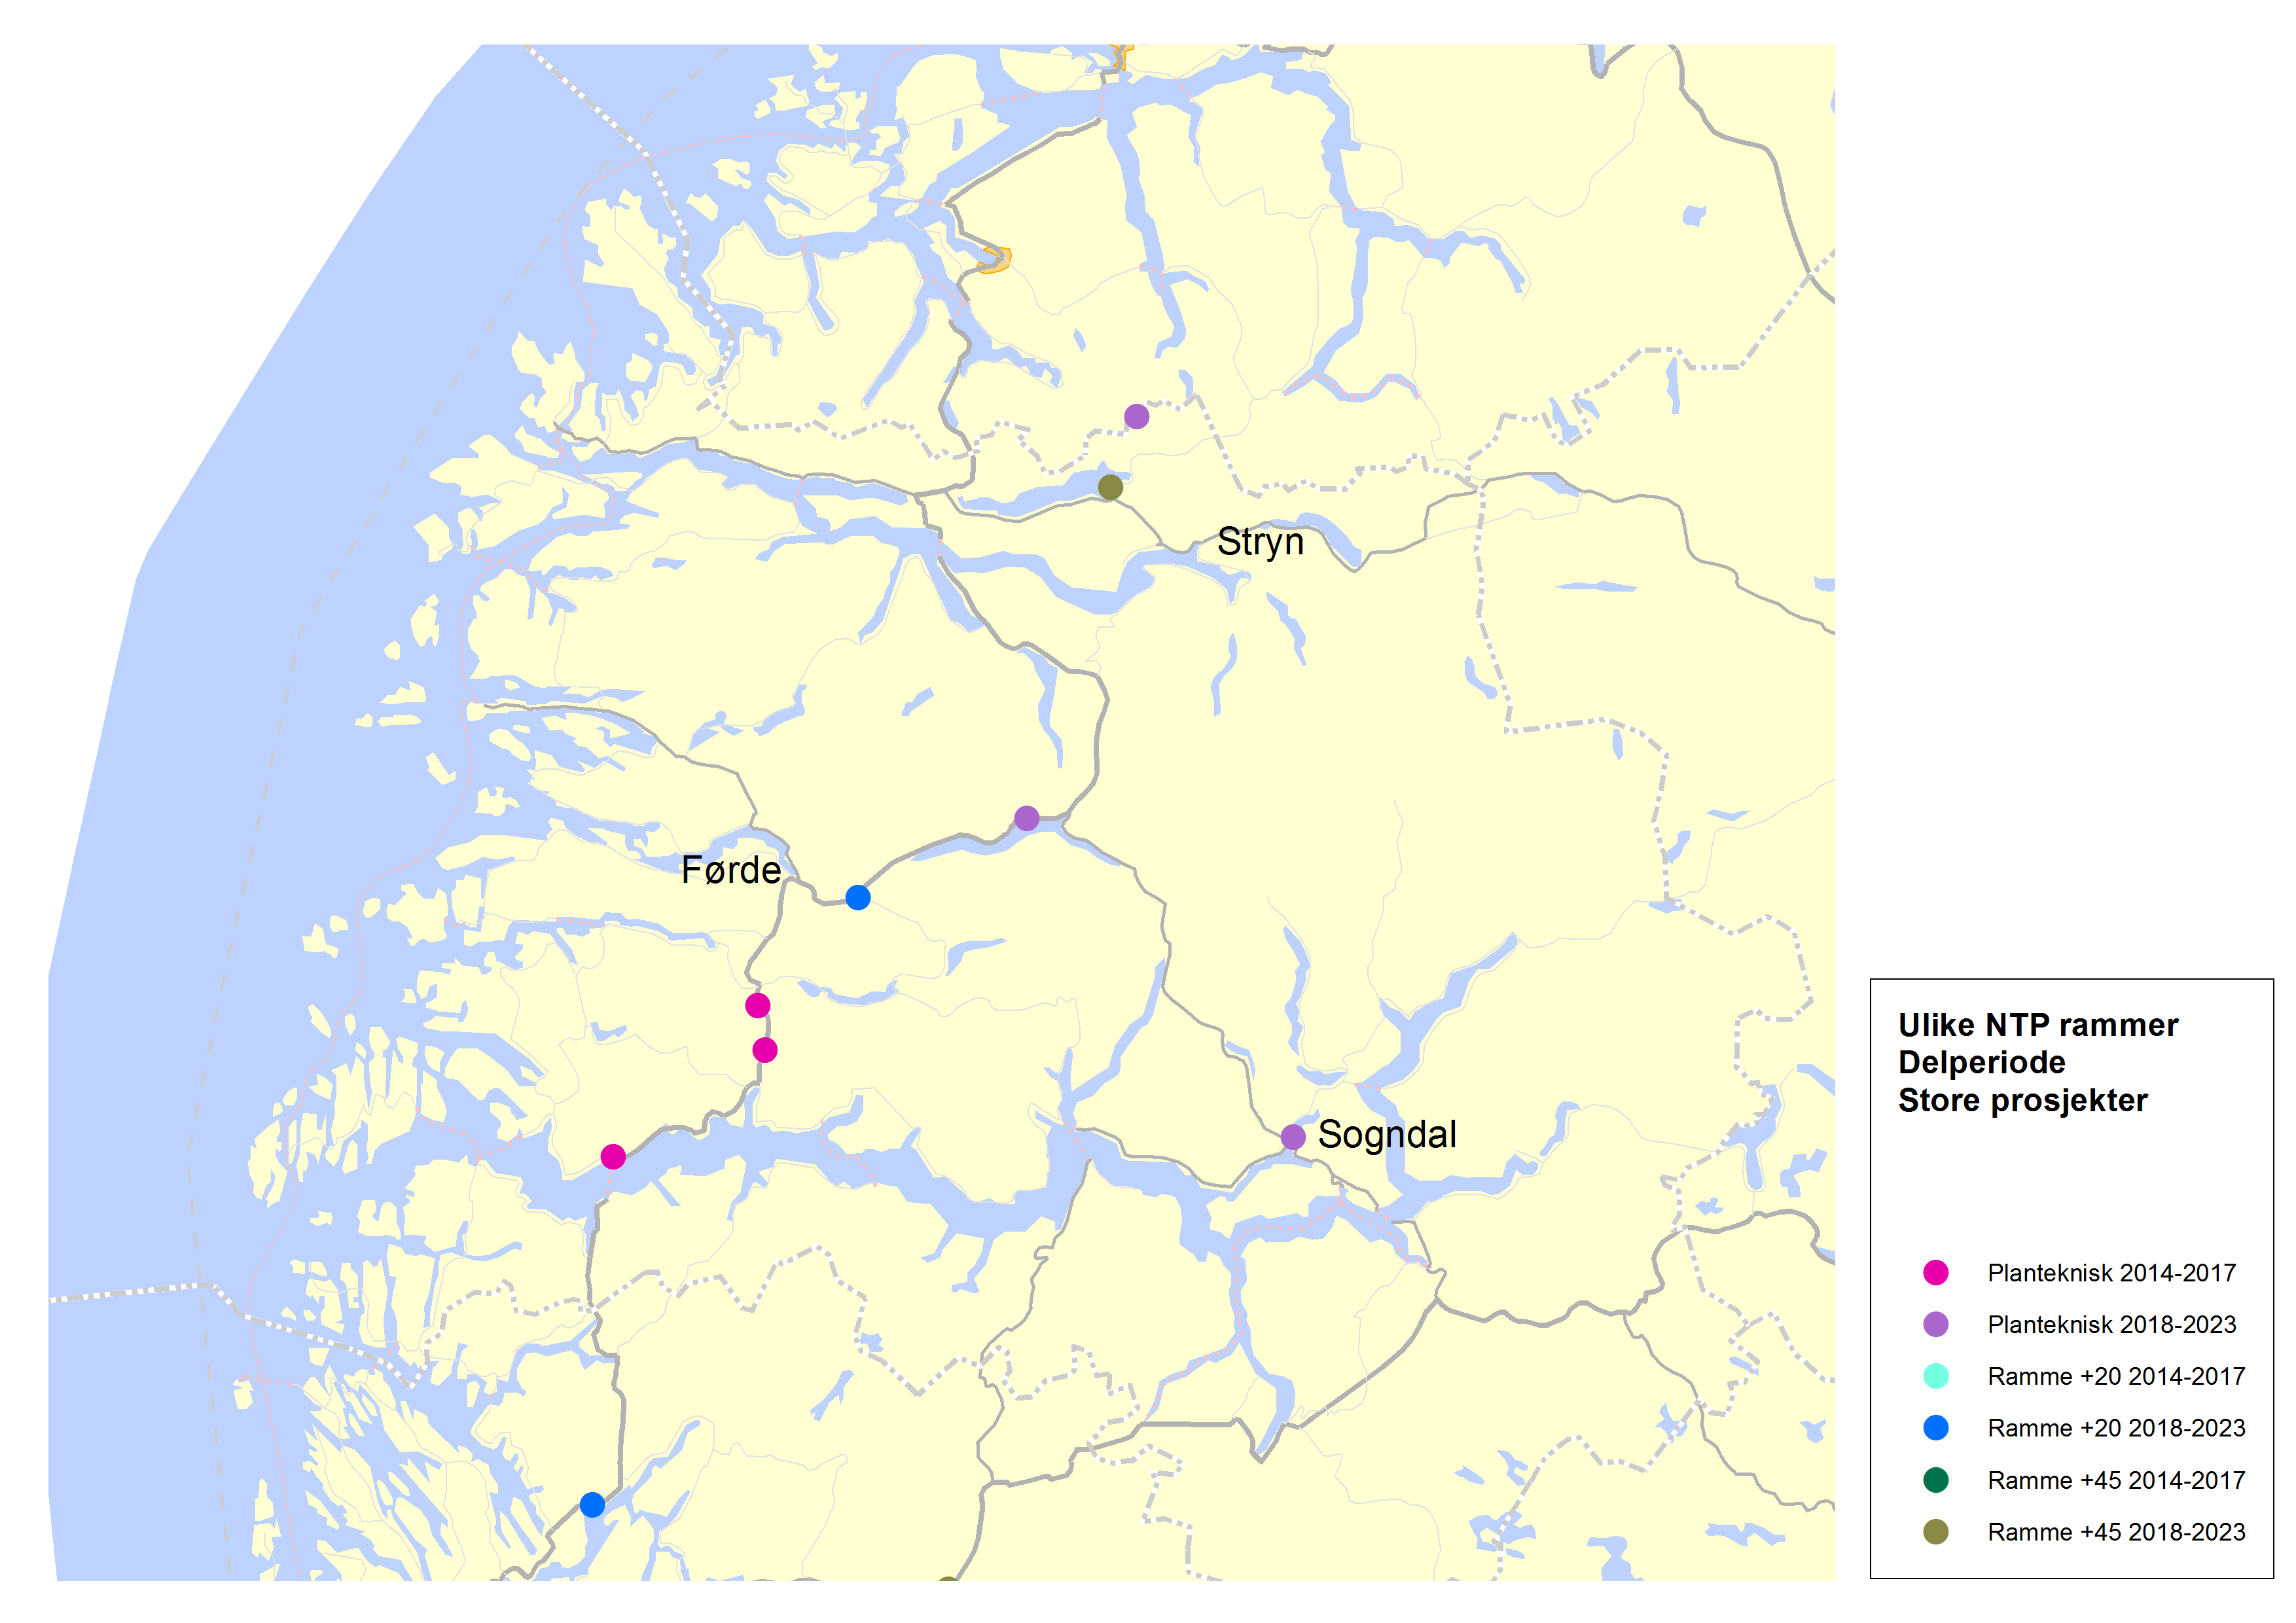 Stryn
Førde
Sogndal
Ulike NTP rammer
Delperiode
Store prosjekter
Planteknisk 2014-2017
Planteknisk 2018-2023
Ramme +20 2014-2017
Ramme +20 2018-2023
Ramme +45 2014-2017
Ramme +45 2018-2023